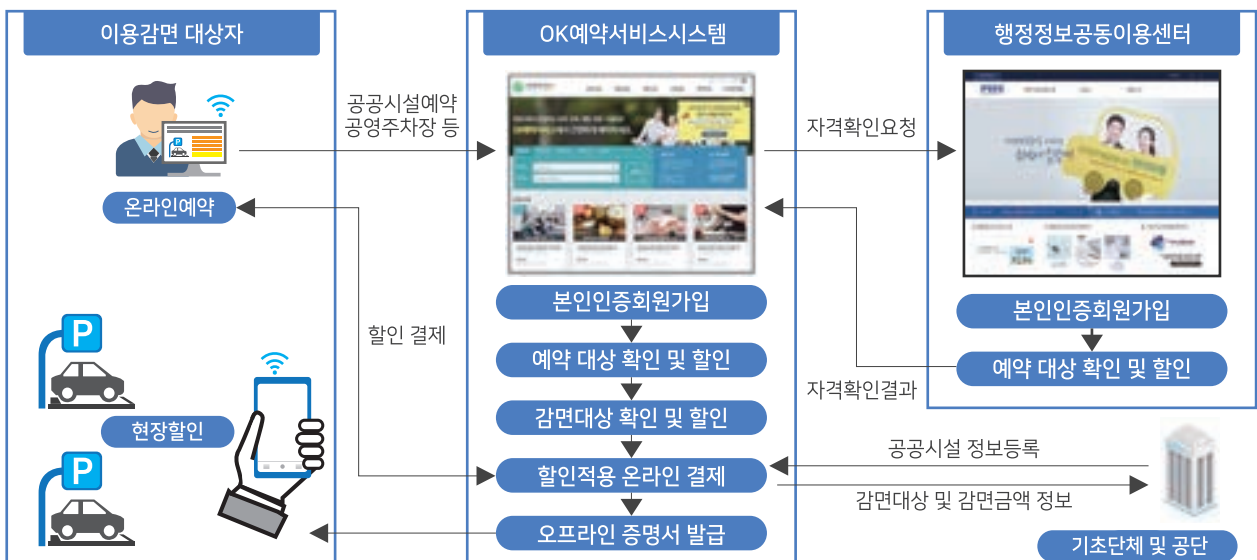 이용감면 대상자
OK예약서비스시스템
행정정보공동이용센터
공공시설예약
공영주차장 등
자격확인요청
P
온라인예약
본인인증회원가입
본인인증회원가입
할인 결제
예약 대상 확인 및 할인
예약 대상 확인 및 할인
자격확인결과
P
현장할인
감면대상 확인 및 할인
공공시설 정보등록
할인적용 온라인 결제
감면대상 및 감면금액 정보
P
오프라인 증명서 발급
기초단체 및 공단